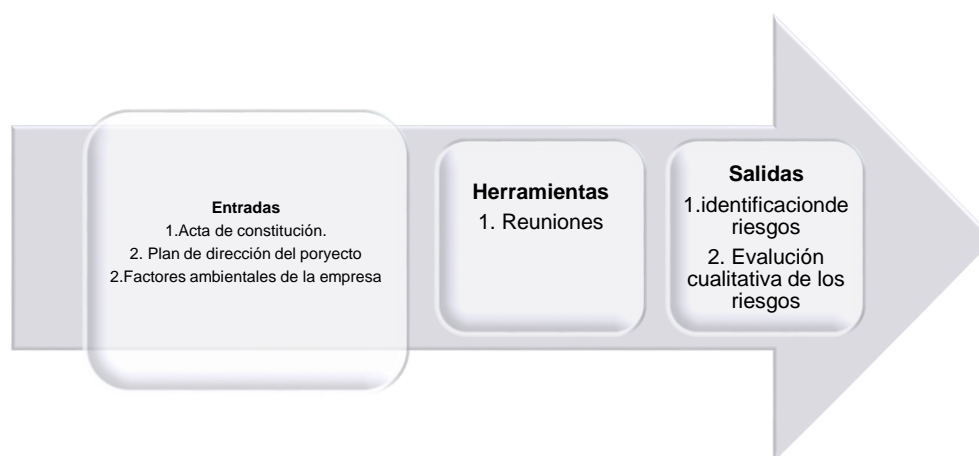 Entradas
1.Acta de constitución.
2. Plan de dirección del poryecto
2.Factores ambientales de la empresa
Herramientas
1. Reuniones
Salidas
1.identificacionde
riesgos
2. Evalución
cualitativa de los
riesgos